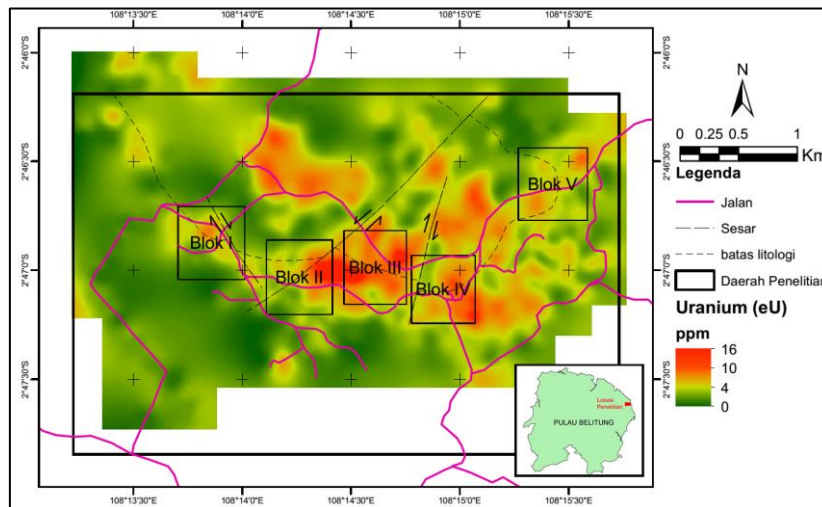 108°13'30"E 108°14'0"E 108°14'30"E 108°15'0"E 108°15'30"E
2°46'0"S
2°46'0"S
2°46'30"S
2°46'30"S
2°47'0"S
2°47'0"S
2°47'30"S
2°47'30"S
Blok I
Blok II
Blok III
Blok IV
Blok V
N
0 0.25 0.5 1
Km
Legenda
Jalan
Sesar
batas litologi
Daerah Penelitian
Uranium (eU)
ppm
16
10
4
0
Lokasi
Penelitian
PULAU BELITUNG
108°13'30"E 108°14'0"E 108°14'30"E 108°15'0"E 108°15'30"E